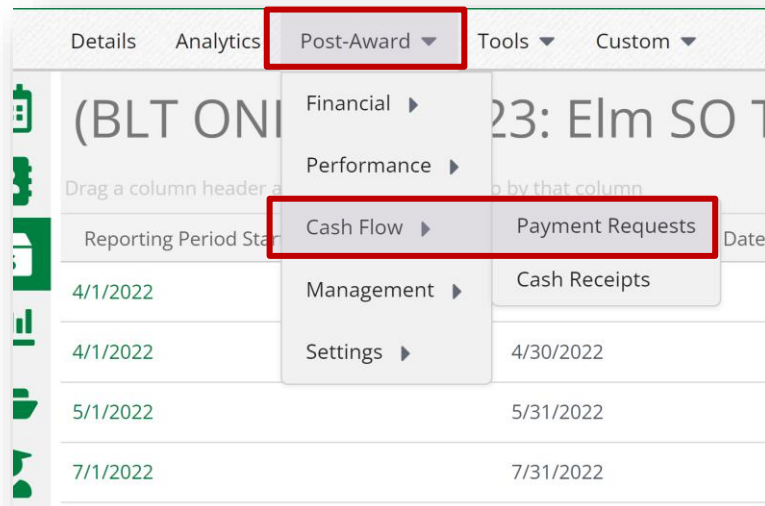 Details Analytics Post-Award Tools Custom
(BLT ONI 23: Elm SO T
Financial
Performance
Drag a column header a o by that column
Reporting Period Star Cash Flow Payment Requests Date
4/1/2022 Management Cash Receipts
4/1/2022 Settings 4/30/2022
5/1/2022 5/31/2022
7/1/2022 7/31/2022